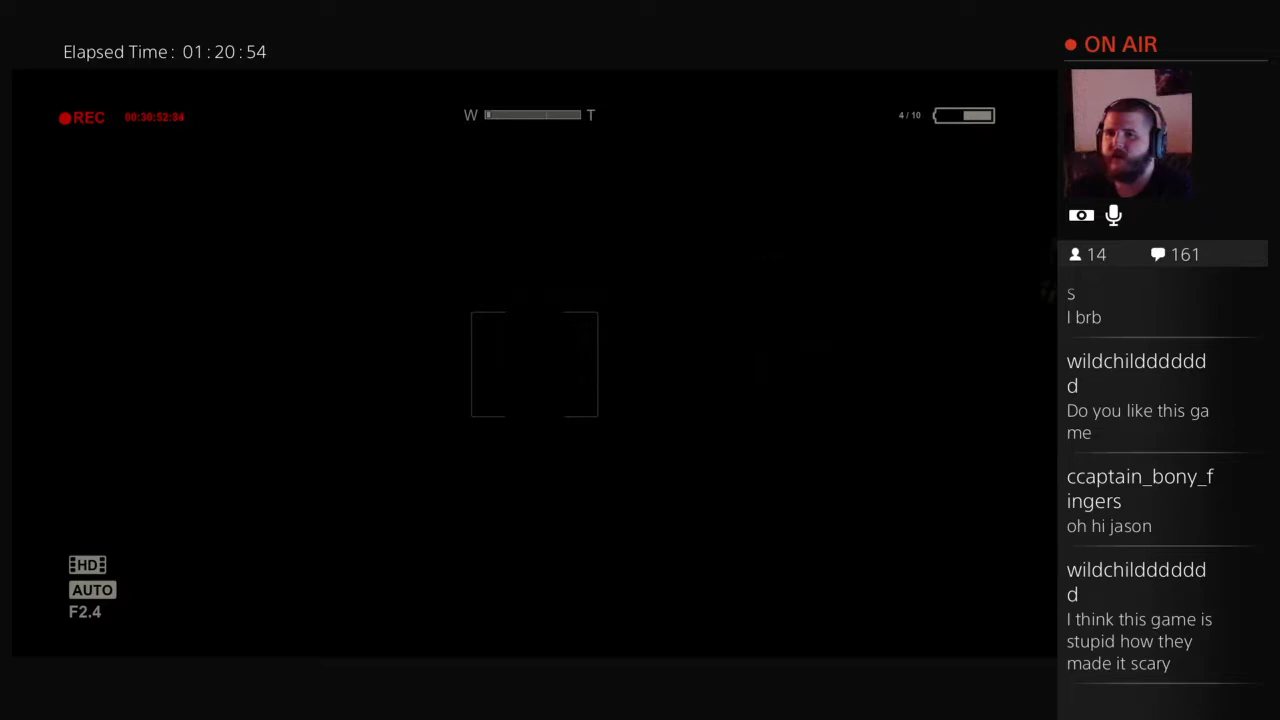 Elapsed Time: 01:20:54
ON AIR
REC 00:30:52:34
W T
4 / 10
14 161
s
I brb
wildchildddddd
d
Do you like this ga
me
ccaptain_bony_f
ingers
oh hi jason
wildchildddddd
d
I think this game is
stupid how they
made it scary
HD
AUTO
F2.4